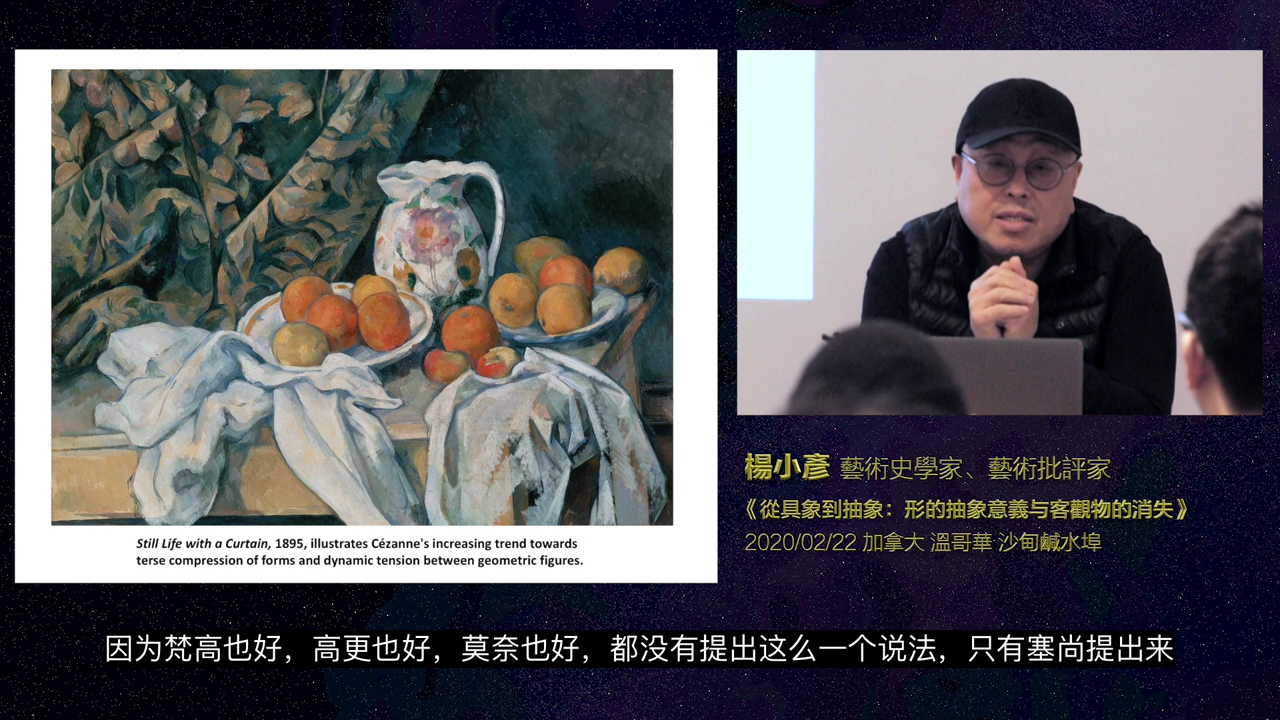 Still Life with a Curtain, 1895, illustrates Cézanne's increasing trend towards
terse compression of forms and dynamic tension between geometric figures.
楊小彥 藝術史學家、藝術批評家
《從具象到抽象：形的抽象意義与客觀物的消失》
2020/02/22 加拿大 溫哥華 沙甸鹹水埠
因为梵高也好，高更也好，莫奈也好，都没有提出这么一个说法，只有塞尚提出来